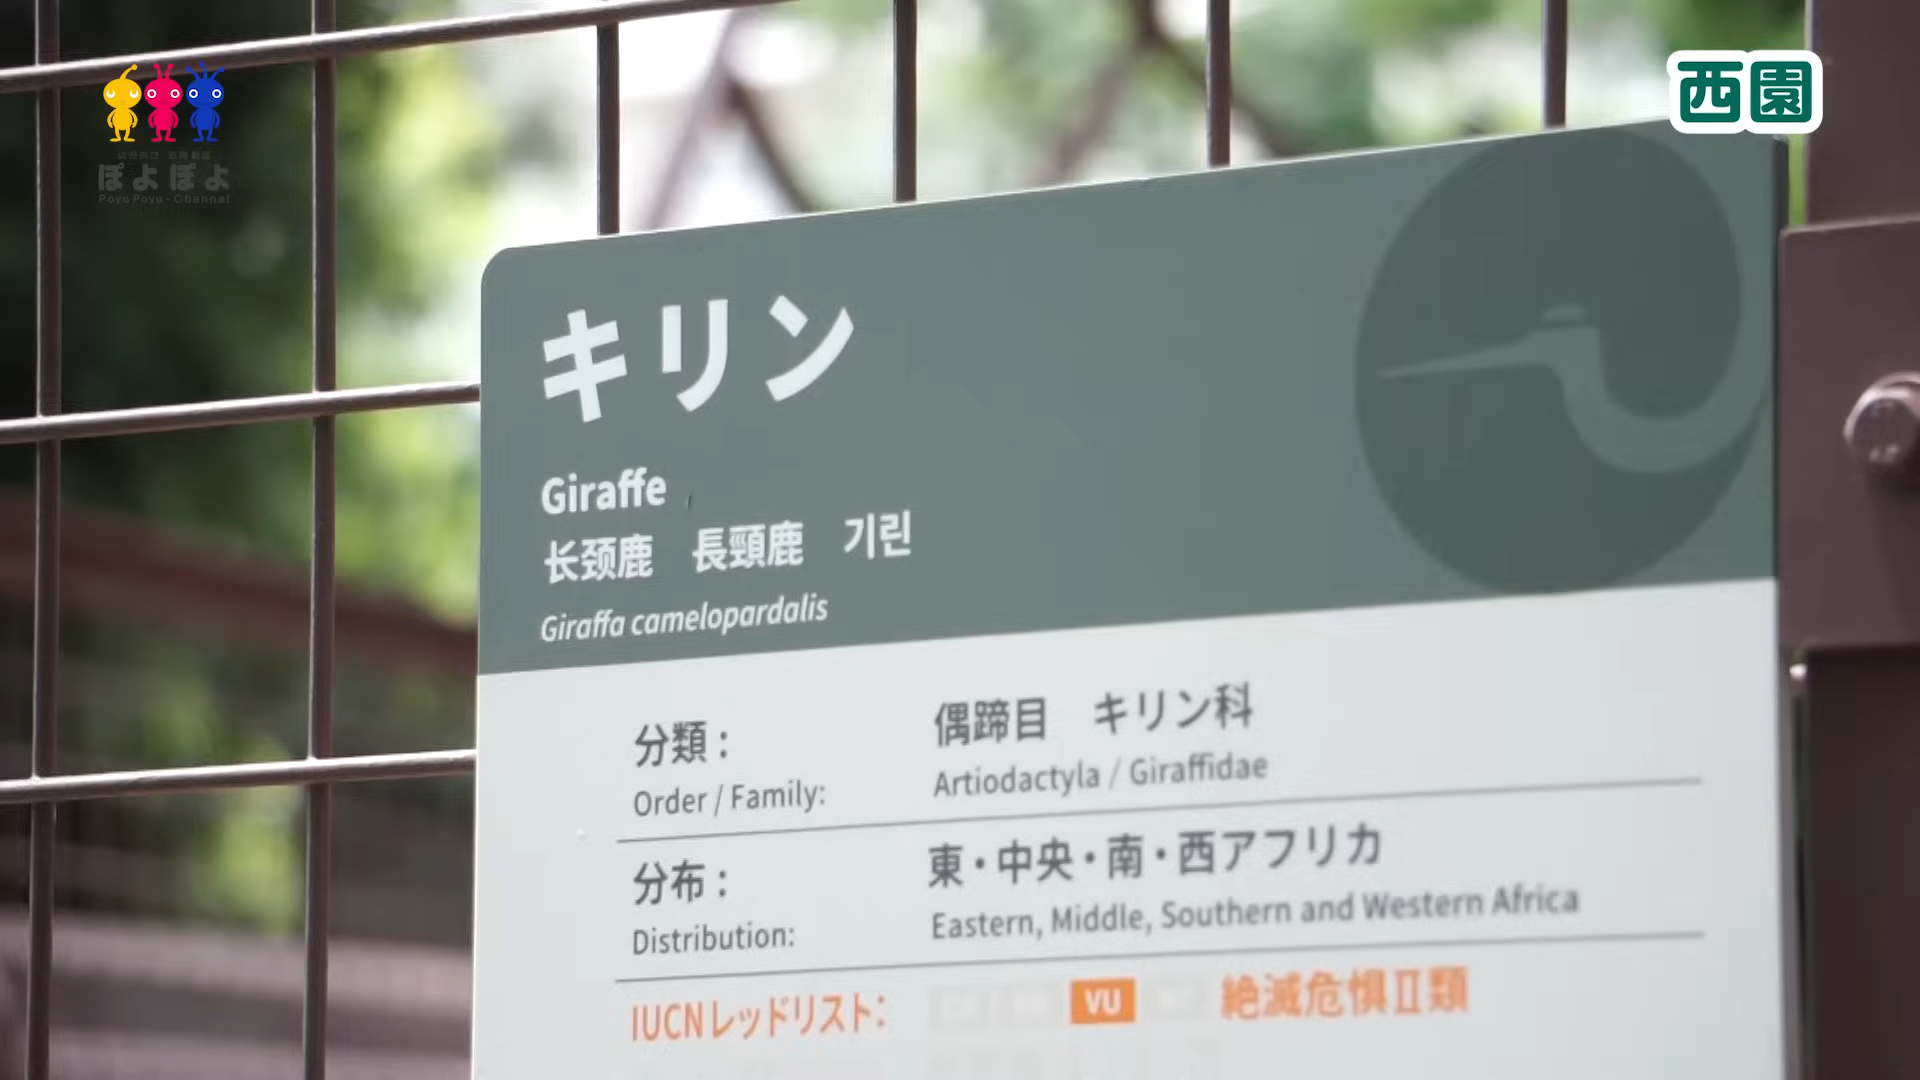 西園
ぽよぽよ
PoyoPoyo-Channel
キリン
Giraffe
长颈鹿 長頸鹿 기린
Giraffa camelopardalis
分類： 偶蹄目 キリン科
Order / Family: Artiodactyla / Giraffidae
分布： 東・中央・南・西アフリカ
Distribution: Eastern, Middle, Southern and Western Africa
IUCNレッドリスト： VU 絶滅危惧Ⅱ類